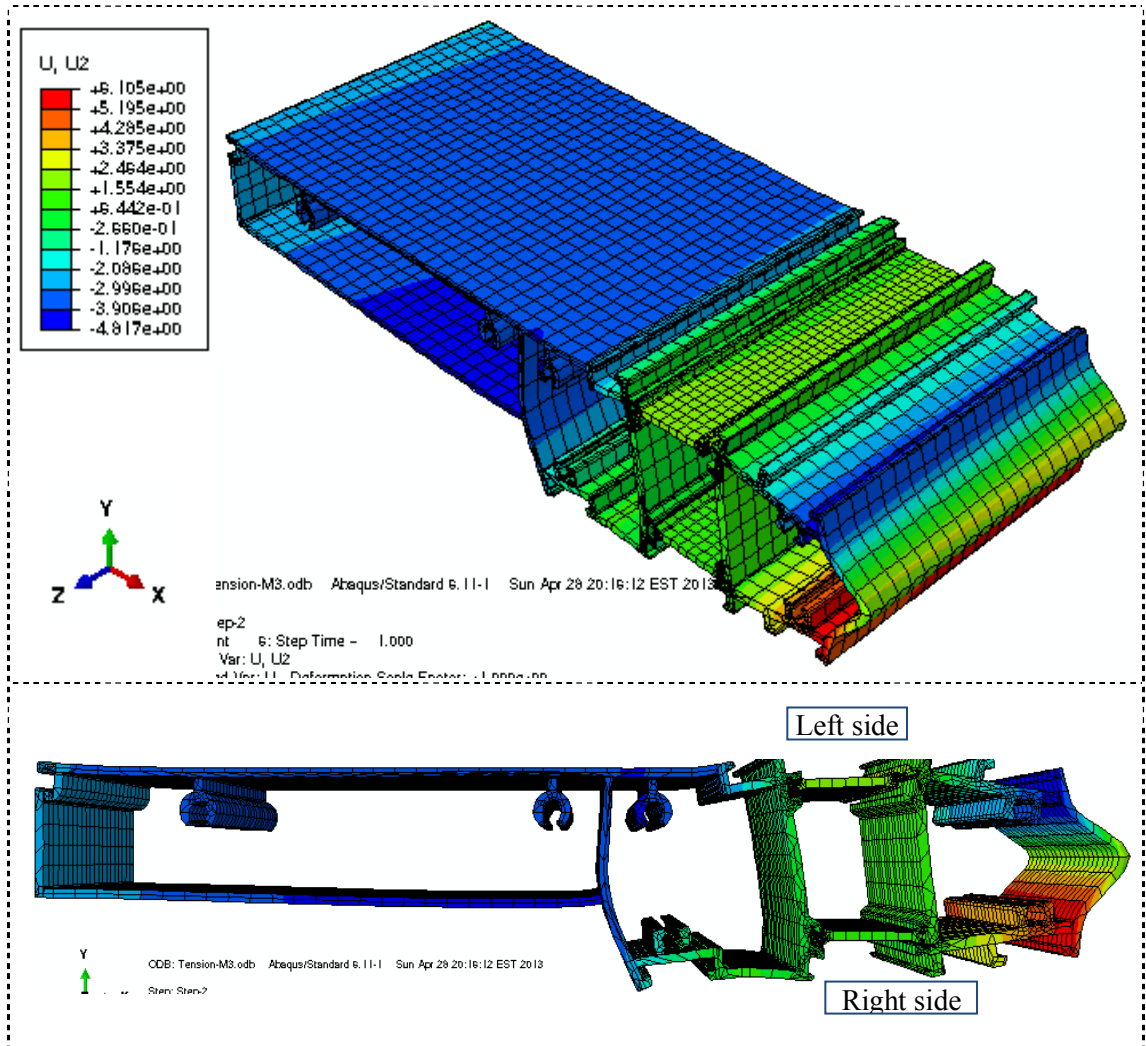 U, U2
+6.105e+00
+5.195e+00
+4.285e+00
+3.375e+00
+2.464e+00
+1.554e+00
+6.442e-01
-2.660e-01
-1.176e+00
-2.086e+00
-2.996e+00
-3.906e+00
-4.817e+00
Y
Z
X
ension-M3.odb Abaqus/Standard 6.11-1 Sun Apr 28 20:16:12 EST 2013
ep-2
nt 6: Step Time = 1.000
Var: U, U2
Left side
Right side
Y
ODB: Tension-M3.odb Abaqus/Standard 6.11-1 Sun Apr 28 20:16:12 EST 2013
Step: Step-2